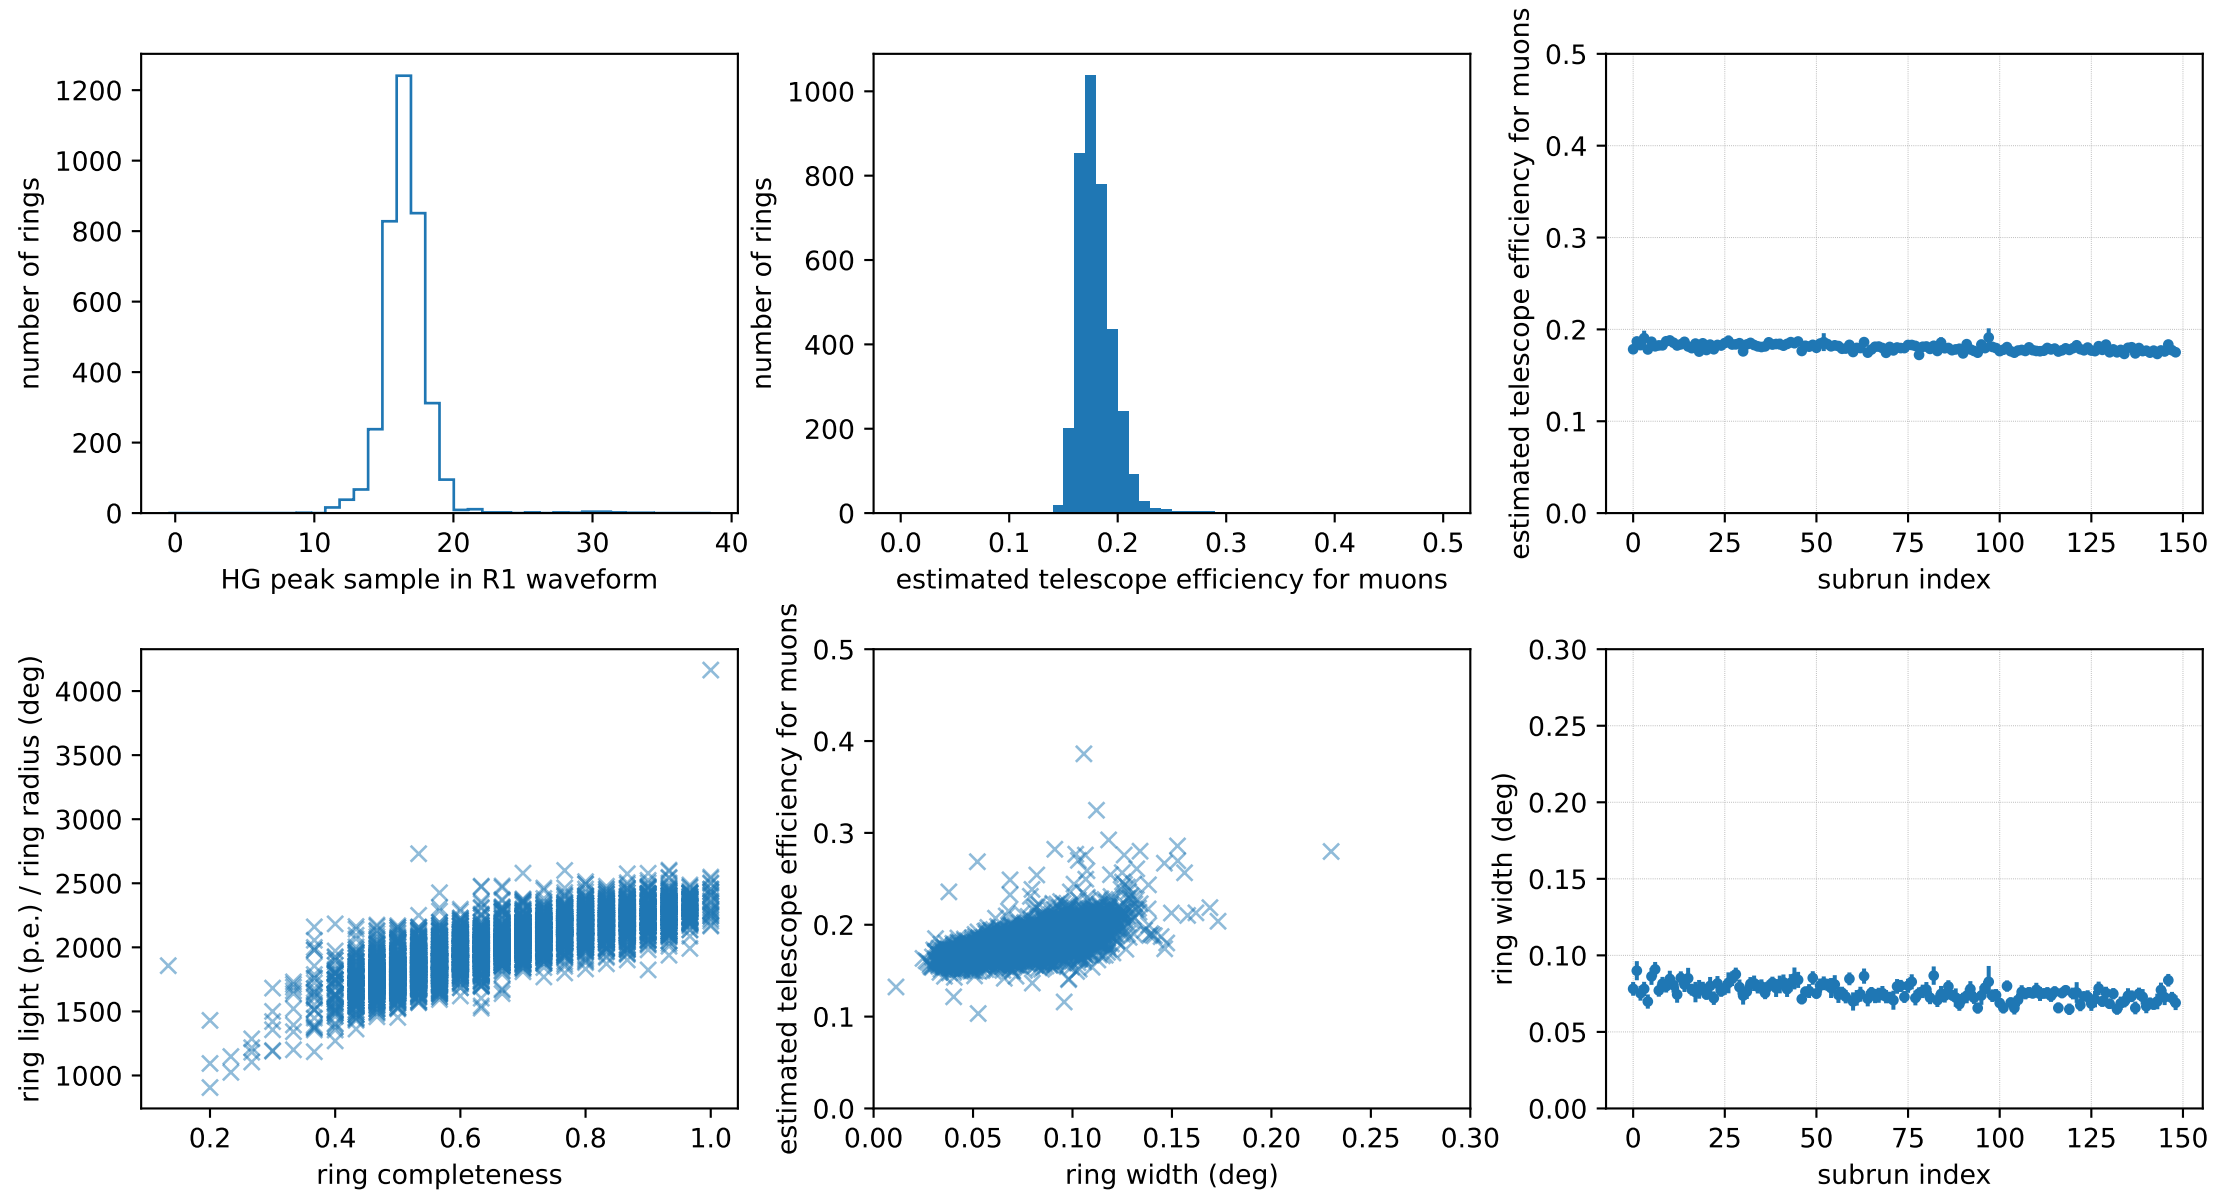 number of rings
1200
1000
800
600
400
200
0
0 10 20 30 40
HG peak sample in R1 waveform
number of rings
1000
800
600
400
200
0
0.0 0.1 0.2 0.3 0.4 0.5
estimated telescope efficiency for muons
estimated telescope efficiency for muons
0.5
0.4
0.3
0.2
0.1
0.0
0 25 50 75 100 125 150
subrun index
ring light (p.e.) / ring radius (deg)
4000
3500
3000
2500
2000
1500
1000
0.2 0.4 0.6 0.8 1.0
ring completeness
estimated telescope efficiency for muons
0.5
0.4
0.3
0.2
0.1
0.0
0.00 0.05 0.10 0.15 0.20 0.25 0.30
ring width (deg)
ring width (deg)
0.30
0.25
0.20
0.15
0.10
0.05
0.00
0 25 50 75 100 125 150
subrun index